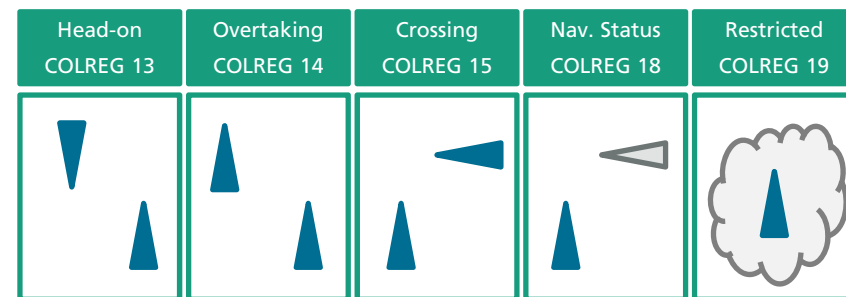 Head-on
COLREG 13
Overtaking
COLREG 14
Crossing
COLREG 15
Nav. Status
COLREG 18
Restricted
COLREG 19